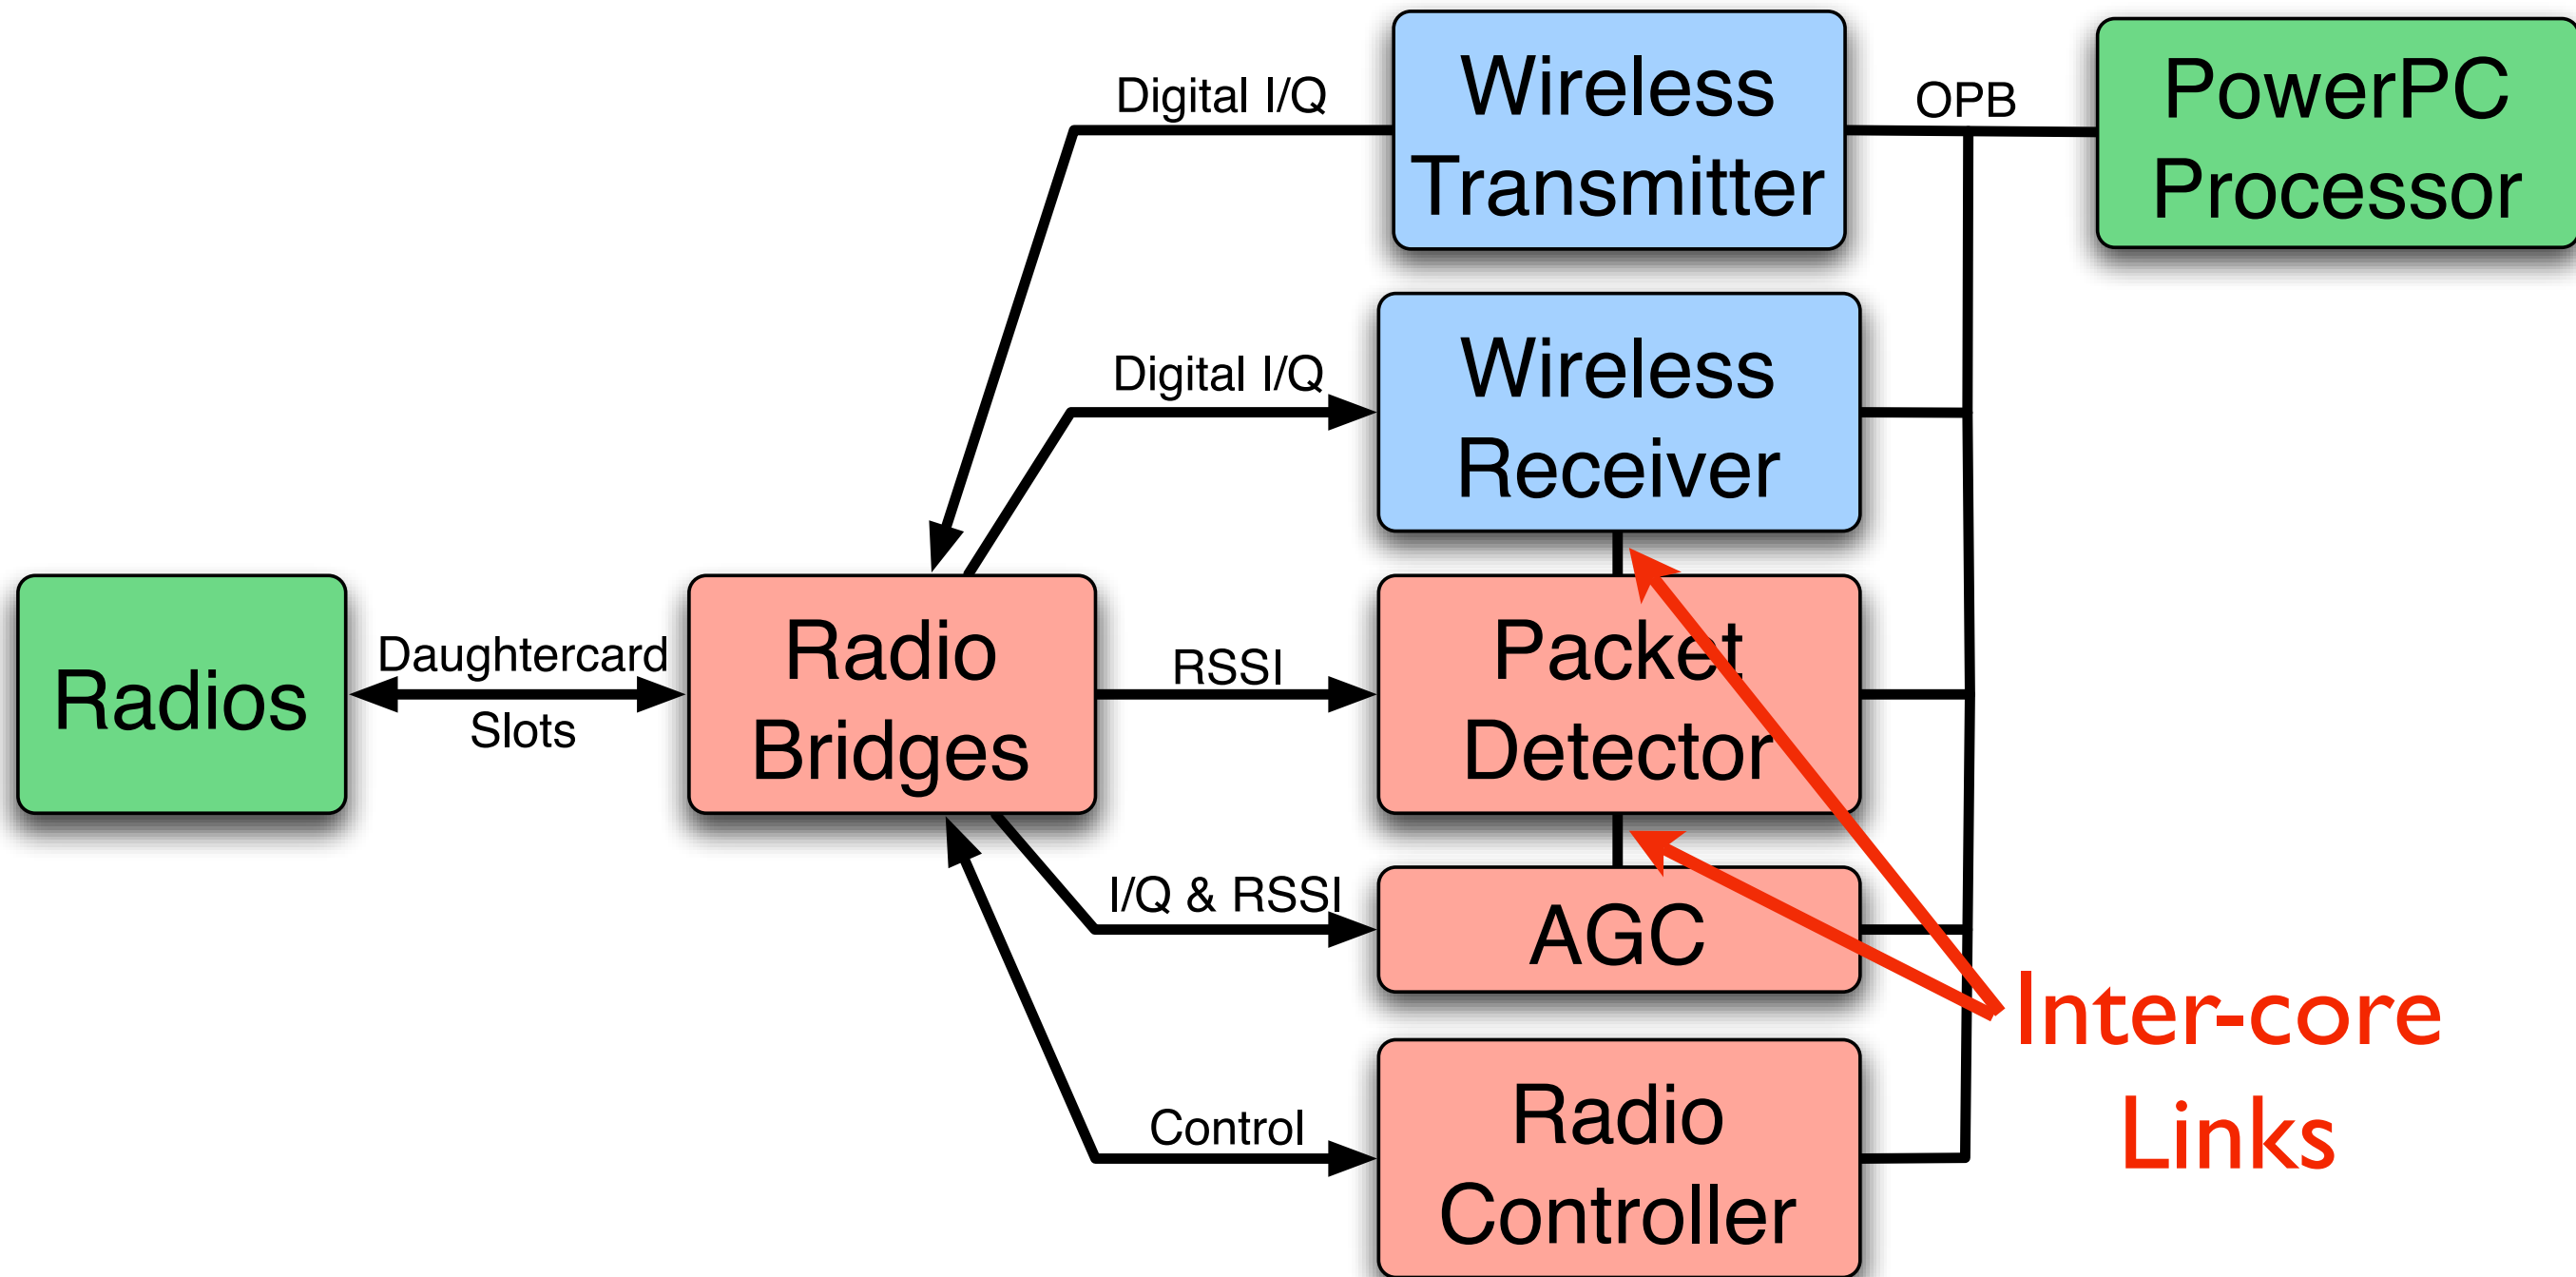 Digital I/Q
Wireless
Transmitter
OPB
PowerPC
Processor
Digital I/Q
Wireless
Receiver
Radios
Daughtercard
Slots
Radio
Bridges
RSSI
Packet
Detector
I/Q & RSSI
AGC
Inter-core
Links
Control
Radio
Controller